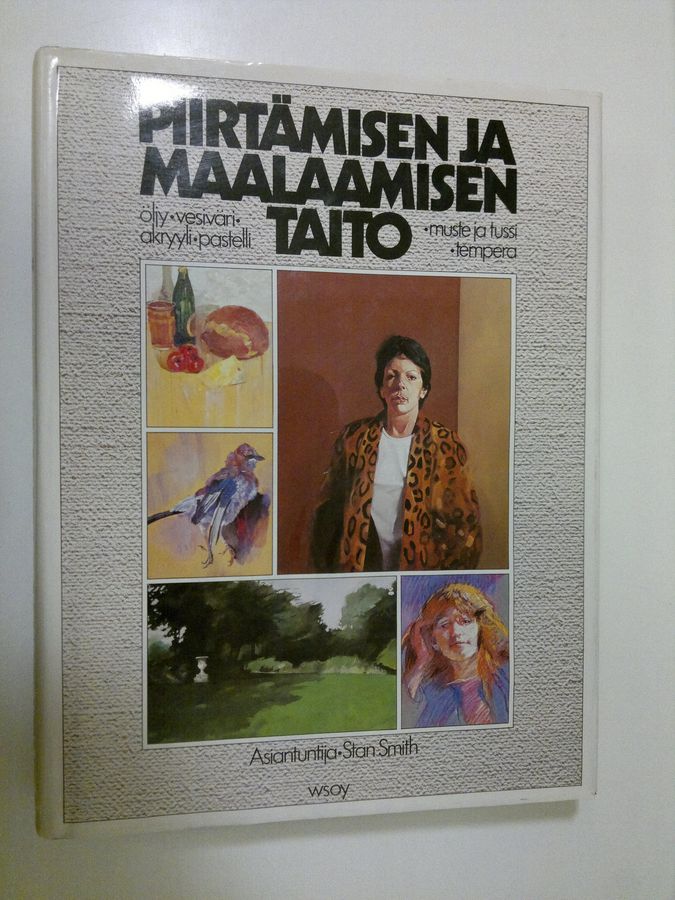 PIIRTÄMISEN JA
MAALAAMISEN
TAITO
öljy•vesiväri•
akryyli•pastelli
•muste ja tussi
•tempera
Asiantuntija•Stan Smith
wsoy